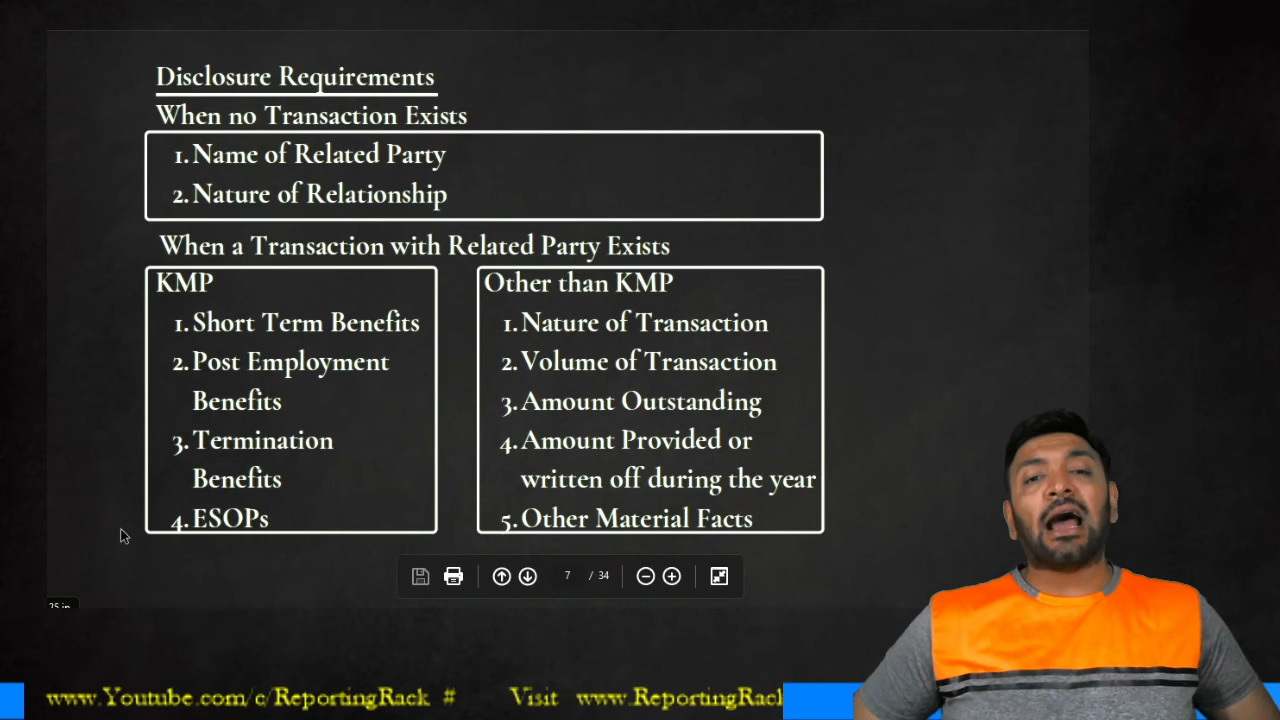 Disclosure Requirements
When no Transaction Exists
1. Name of Related Party
2. Nature of Relationship
When a Transaction with Related Party Exists
KMP
1. Short Term Benefits
2. Post Employment
Benefits
3. Termination
Benefits
4. ESOPs
Other than KMP
1. Nature of Transaction
2. Volume of Transaction
3. Amount Outstanding
4. Amount Provided or
written off during the year
5. Other Material Facts
7 / 34
25 in
www.Youtube.com/c/ReportingRack # Visit www.ReportingRack